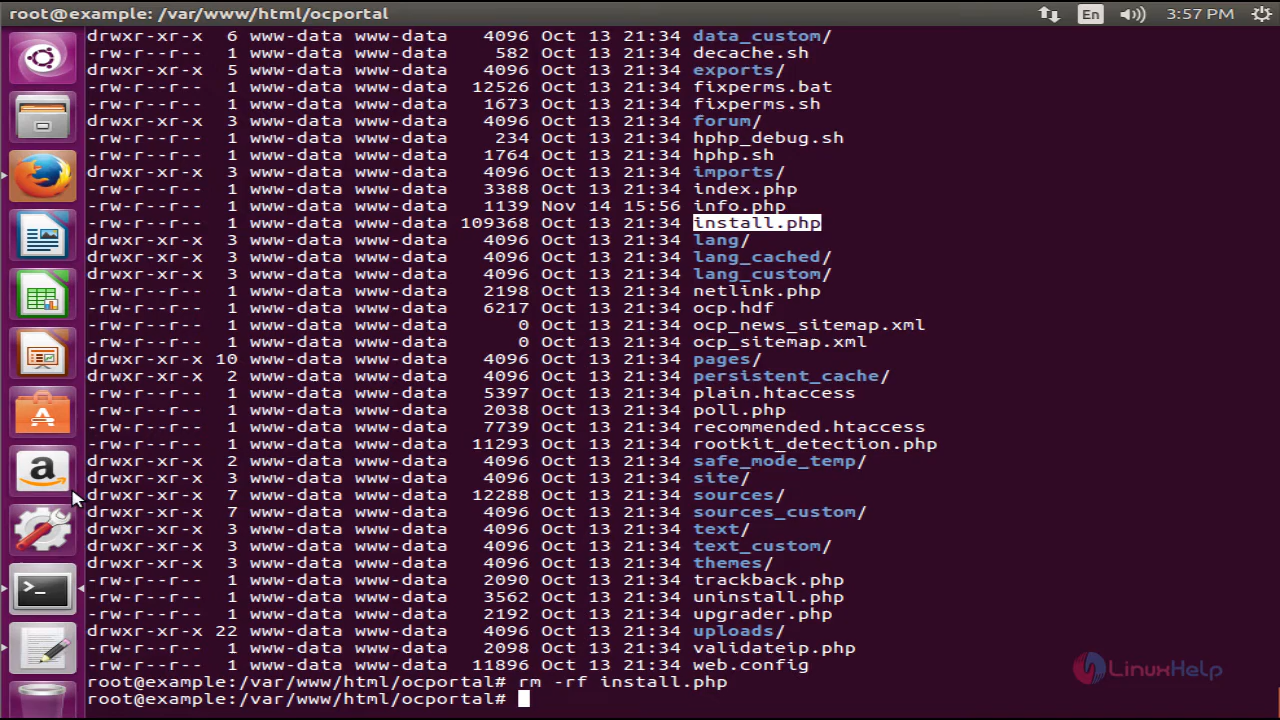 root@example: /var/www/html/ocportal En 3:57 PM
drwxr-xr-x 6 www-data www-data 4096 Oct 13 21:34 data_custom/
-rw-r--r-- 1 www-data www-data 582 Oct 13 21:34 decache.sh
drwxr-xr-x 5 www-data www-data 4096 Oct 13 21:34 exports/
-rw-r--r-- 1 www-data www-data 12526 Oct 13 21:34 fixperms.bat
-rw-r--r-- 1 www-data www-data 1673 Oct 13 21:34 fixperms.sh
drwxr-xr-x 3 www-data www-data 4096 Oct 13 21:34 forum/
-rw-r--r-- 1 www-data www-data 234 Oct 13 21:34 hphp_debug.sh
-rw-r--r-- 1 www-data www-data 1764 Oct 13 21:34 hphp.sh
drwxr-xr-x 3 www-data www-data 4096 Oct 13 21:34 imports/
-rw-r--r-- 1 www-data www-data 3388 Oct 13 21:34 index.php
-rw-r--r-- 1 www-data www-data 1139 Nov 14 15:56 info.php
-rw-r--r-- 1 www-data www-data 109368 Oct 13 21:34 install.php
drwxr-xr-x 3 www-data www-data 4096 Oct 13 21:34 lang/
drwxr-xr-x 3 www-data www-data 4096 Oct 13 21:34 lang_cached/
drwxr-xr-x 3 www-data www-data 4096 Oct 13 21:34 lang_custom/
-rw-r--r-- 1 www-data www-data 2198 Oct 13 21:34 netlink.php
-rw-r--r-- 1 www-data www-data 6217 Oct 13 21:34 ocp.hdf
-rw-r--r-- 1 www-data www-data 0 Oct 13 21:34 ocp_news_sitemap.xml
-rw-r--r-- 1 www-data www-data 0 Oct 13 21:34 ocp_sitemap.xml
drwxr-xr-x 10 www-data www-data 4096 Oct 13 21:34 pages/
drwxr-xr-x 2 www-data www-data 4096 Oct 13 21:34 persistent_cache/
-rw-r--r-- 1 www-data www-data 5397 Oct 13 21:34 plain.htaccess
-rw-r--r-- 1 www-data www-data 2038 Oct 13 21:34 poll.php
-rw-r--r-- 1 www-data www-data 7739 Oct 13 21:34 recommended.htaccess
-rw-r--r-- 1 www-data www-data 11293 Oct 13 21:34 rootkit_detection.php
drwxr-xr-x 2 www-data www-data 4096 Oct 13 21:34 safe_mode_temp/
drwxr-xr-x 3 www-data www-data 4096 Oct 13 21:34 site/
drwxr-xr-x 7 www-data www-data 12288 Oct 13 21:34 sources/
drwxr-xr-x 7 www-data www-data 4096 Oct 13 21:34 sources_custom/
drwxr-xr-x 3 www-data www-data 4096 Oct 13 21:34 text/
drwxr-xr-x 3 www-data www-data 4096 Oct 13 21:34 text_custom/
drwxr-xr-x 3 www-data www-data 4096 Oct 13 21:34 themes/
-rw-r--r-- 1 www-data www-data 2090 Oct 13 21:34 trackback.php
-rw-r--r-- 1 www-data www-data 3562 Oct 13 21:34 uninstall.php
-rw-r--r-- 1 www-data www-data 2192 Oct 13 21:34 upgrader.php
drwxr-xr-x 22 www-data www-data 4096 Oct 13 21:34 uploads/
-rw-r--r-- 1 www-data www-data 2098 Oct 13 21:34 validateip.php
-rw-r--r-- 1 www-data www-data 11896 Oct 13 21:34 web.config
root@example:/var/www/html/ocportal# rm -rf install.php
root@example:/var/www/html/ocportal#
LinuxHelp